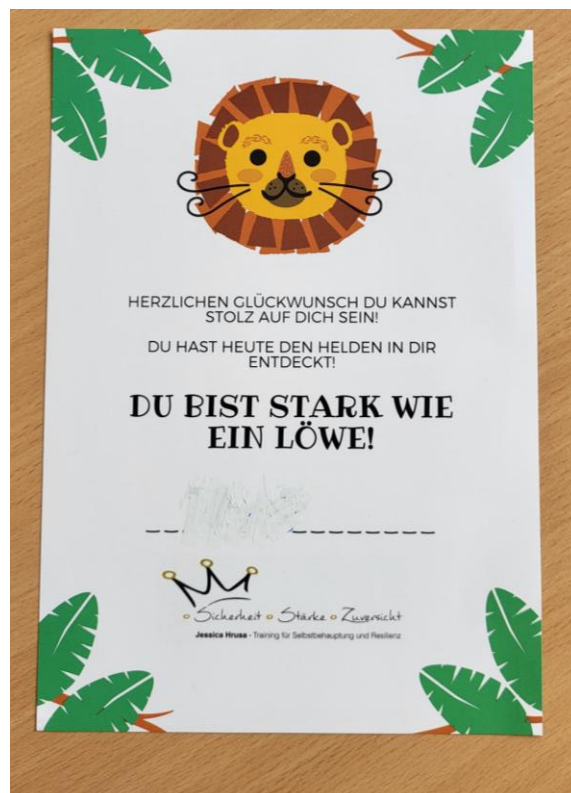 HERZLICHEN GLÜCKWUNSCH DU KANNST
STOLZ AUF DICH SEIN!
DU HAST HEUTE DEN HELDEN IN DIR
ENTDECKT!
DU BIST STARK WIE
EIN LÖWE!
Sicherheit Stärke Zuversicht
Jessica Hrusa - Training für Selbstbehauptung und Resilienz